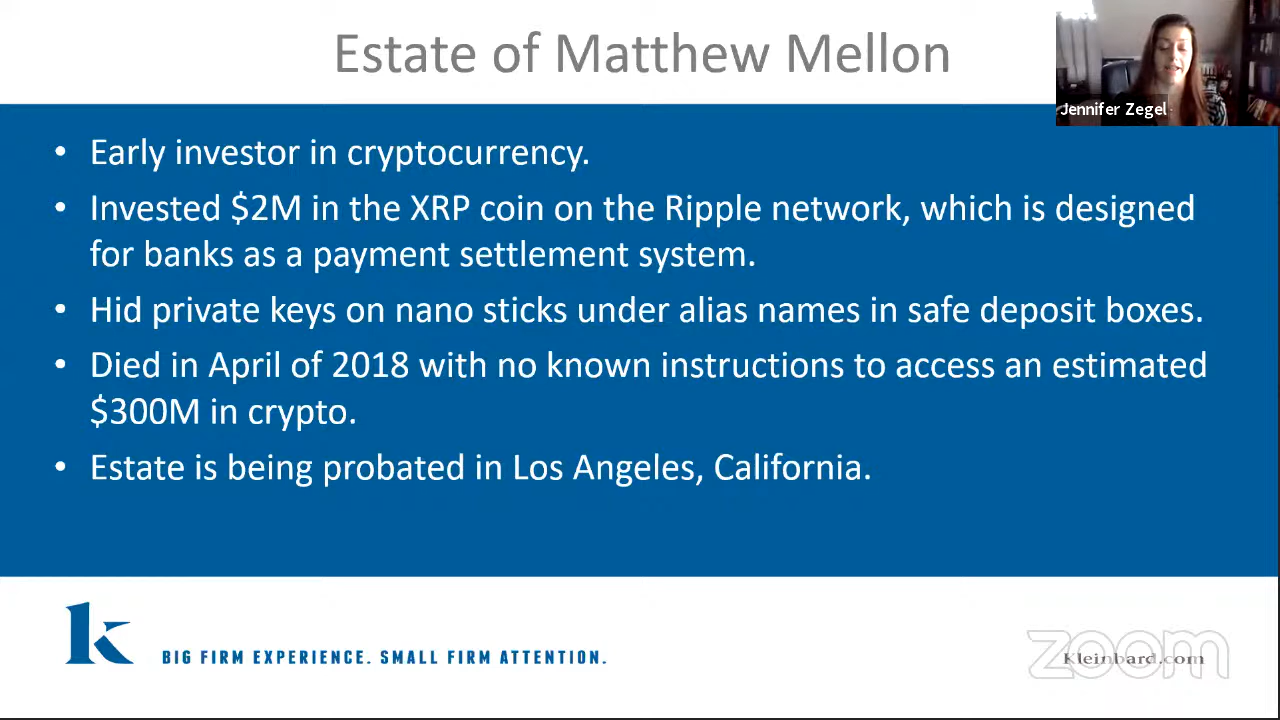 Estate of Matthew Mellon
Jennifer Zegel
• Early investor in cryptocurrency.
• Invested $2M in the XRP coin on the Ripple network, which is designed
for banks as a payment settlement system.
• Hid private keys on nano sticks under alias names in safe deposit boxes.
• Died in April of 2018 with no known instructions to access an estimated
$300M in crypto.
• Estate is being probated in Los Angeles, California.
k
BIG FIRM EXPERIENCE. SMALL FIRM ATTENTION.
zoom
Kleinbard.com